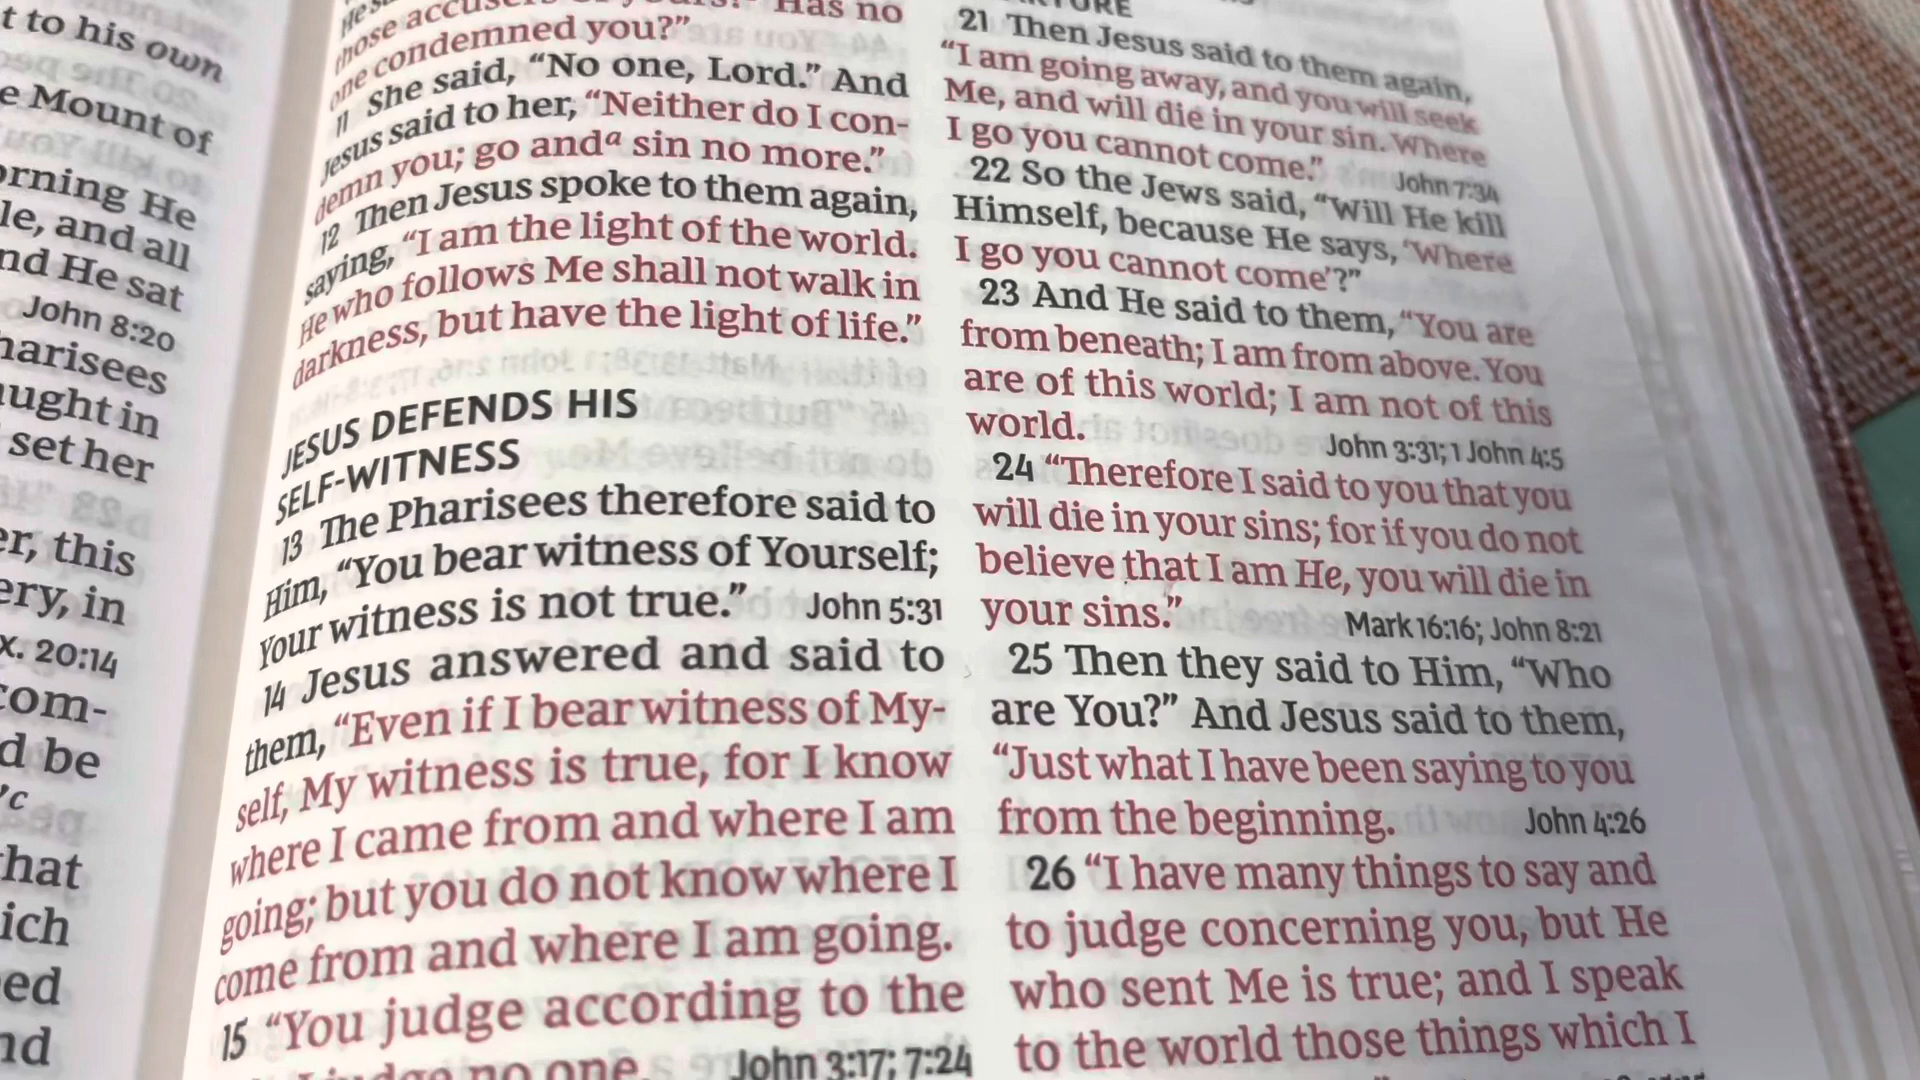 t to his own
e Mount of
orning He
le, and all
nd He sat
John 8:20
harisees
aught in
set her
er, this
ery, in
x. 20:14
com-
d be
hat
ich
ed
nd
Has no
one condemned you?”
11 She said, “No one, Lord.” And
Jesus said to her, “Neither do I con-
demn you; go andᵃ sin no more.”
12 Then Jesus spoke to them again,
saying, “I am the light of the world.
He who follows Me shall not walk in
darkness, but have the light of life.”
JESUS DEFENDS HIS
SELF-WITNESS
13 The Pharisees therefore said to
Him, “You bear witness of Yourself;
Your witness is not true.” John 5:31
14 Jesus answered and said to
them, “Even if I bear witness of My-
self, My witness is true, for I know
where I came from and where I am
going; but you do not know where I
come from and where I am going.
15 “You judge according to the
no one. John 3:17; 7:24
21 Then Jesus said to them again,
“I am going away, and you will seek
Me, and will die in your sin. Where
I go you cannot come.” John 7:34
22 So the Jews said, “Will He kill
Himself, because He says, ‘Where
I go you cannot come’?”
23 And He said to them, “You are
from beneath; I am from above. You
are of this world; I am not of this
world. John 3:31; 1 John 4:5
24 “Therefore I said to you that you
will die in your sins; for if you do not
believe that I am He, you will die in
your sins.” Mark 16:16; John 8:21
25 Then they said to Him, “Who
are You?” And Jesus said to them,
“Just what I have been saying to you
from the beginning. John 4:26
26 “I have many things to say and
to judge concerning you, but He
who sent Me is true; and I speak
to the world those things which I